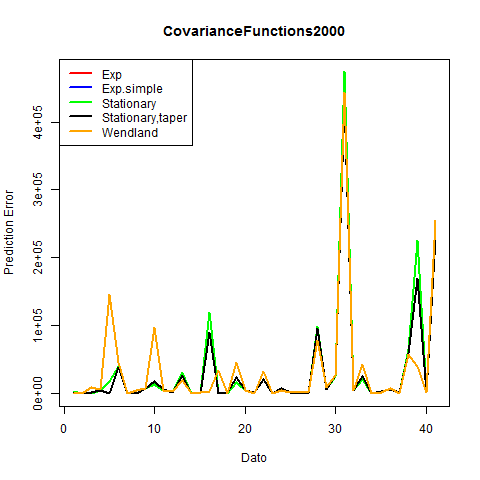 CovarianceFunctions2000
Exp
Exp.simple
Stationary
Stationary,taper
Wendland
Prediction Error
4e+05
3e+05
2e+05
1e+05
0e+00
0 10 20 30 40
Dato